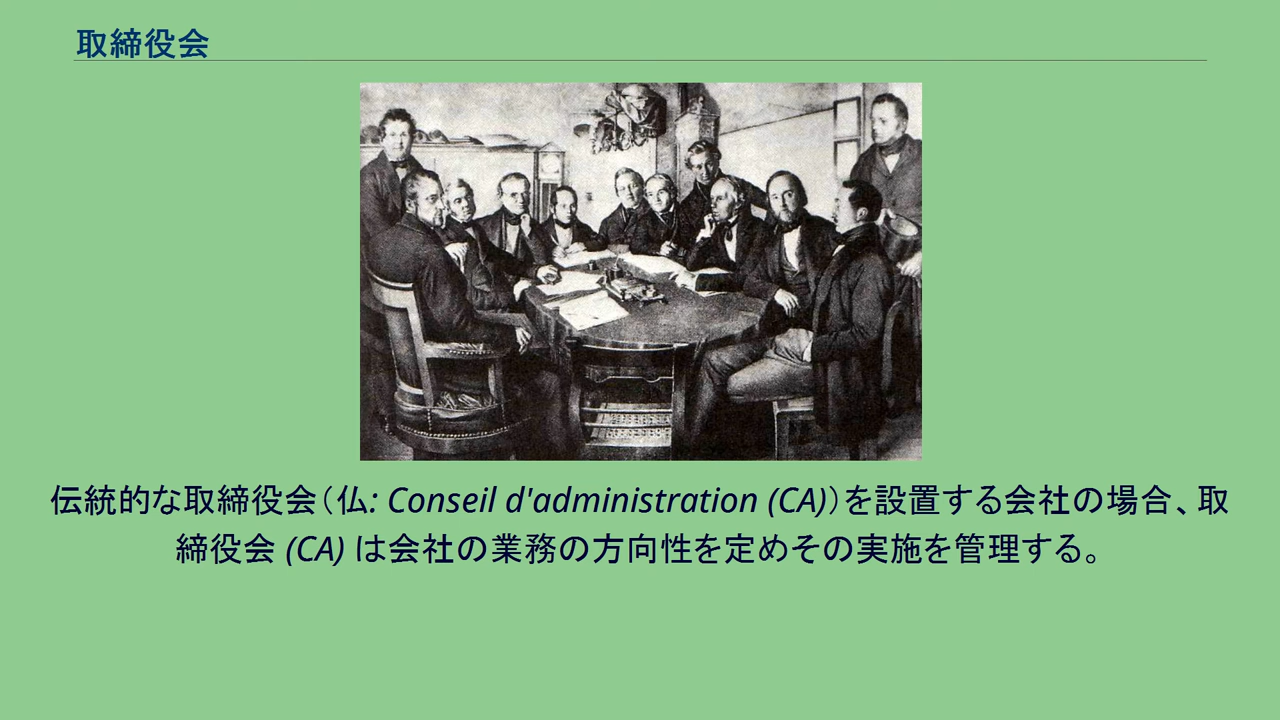 取締役会
伝統的な取締役会（仏: Conseil d'administration (CA)）を設置する会社の場合、取
締役会 (CA) は会社の業務の方向性を定めその実施を管理する。